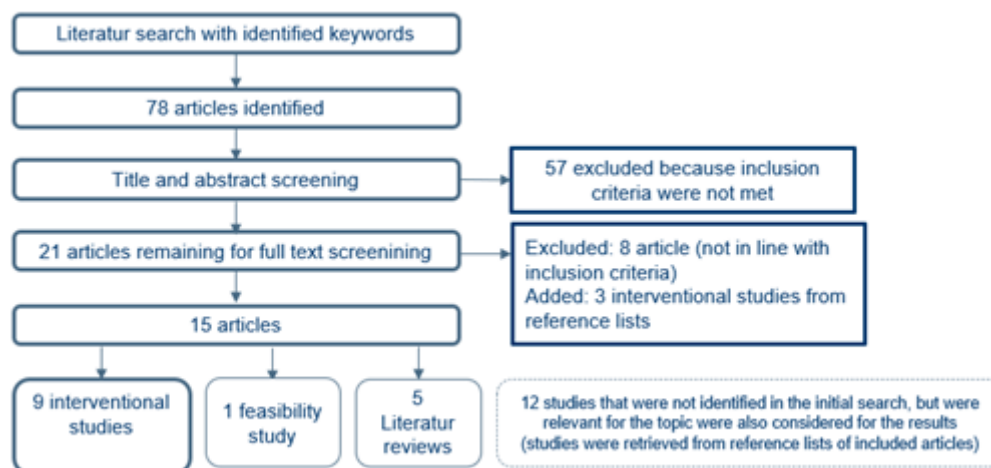 Literatur search with identified keywords
78 articles identified
Title and abstract screening
57 excluded because inclusion
criteria were not met
21 articles remaining for full text screenining
Excluded: 8 article (not in line with
inclusion criteria)
Added: 3 interventional studies from
reference lists
15 articles
9 interventional
studies
1 feasibility
study
5
Literatur
reviews
12 studies that were not identified in the initial search, but were
relevant for the topic were also considered for the results
(studies were retrieved from reference lists of included articles)